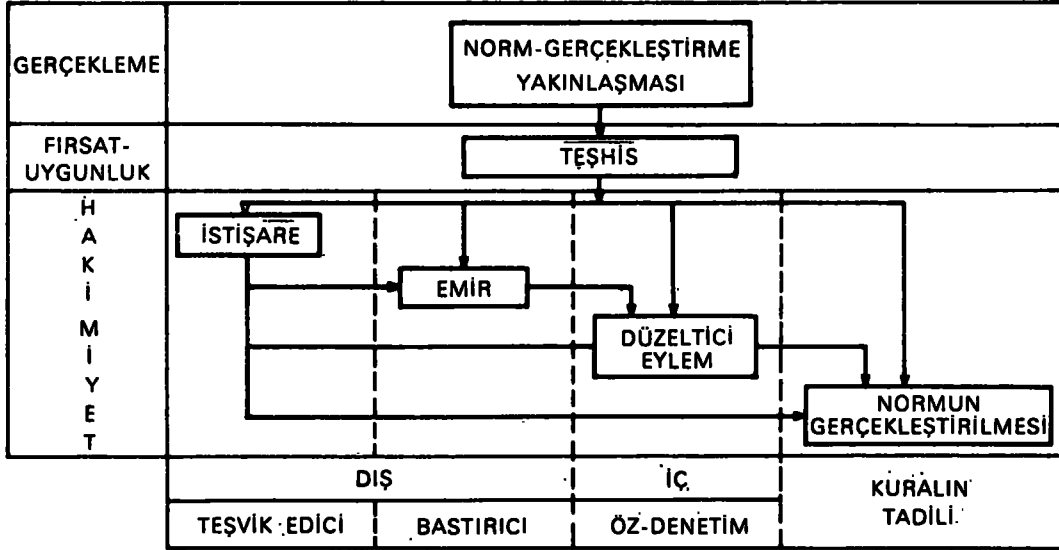 GERÇEKLEME
NORM-GERÇEKLEŞTİRME
YAKINLAŞMASI
FIRSAT-
UYGUNLUK
TEŞHİS
H
A
K
İ
M
İ
Y
E
T
İSTİŞARE
EMİR
DÜZELTİCİ
EYLEM
NORMUN
GERÇEKLEŞTİRİLMESİ
DIŞ
İÇ
KURALIN
TADİLİ.
TEŞVİK EDİCİ
BASTIRICI
ÖZ-DENETİM